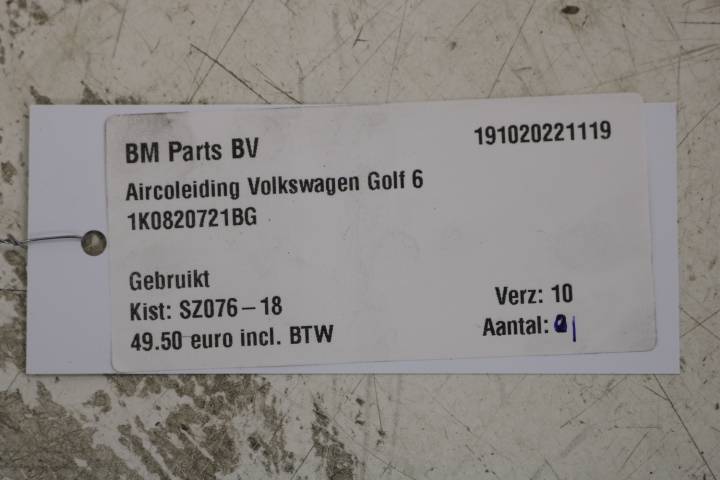 BM Parts BV
191020221119
Aircoleiding Volkswagen Golf 6
1K0820721BG
Gebruikt
Kist: SZ076-18
49.50 euro incl. BTW
Verz: 10
Aantal: 1